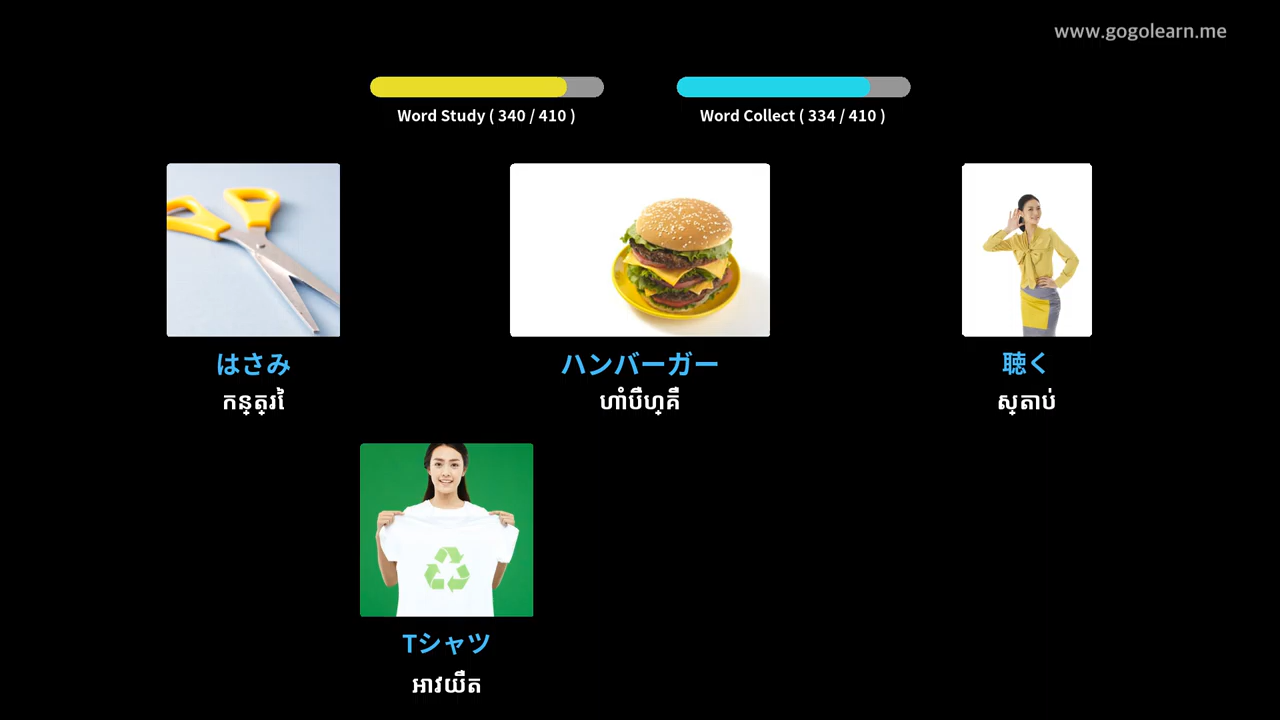 www.gogolearn.me
Word Study ( 340 / 410 )
Word Collect ( 334 / 410 )
はさみ
ハンバーガー
聴く
កន្ត្រៃ
ហាំប៊ឺហ្គឺ
ស្តាប់
Tシャツ
អាវយឺត